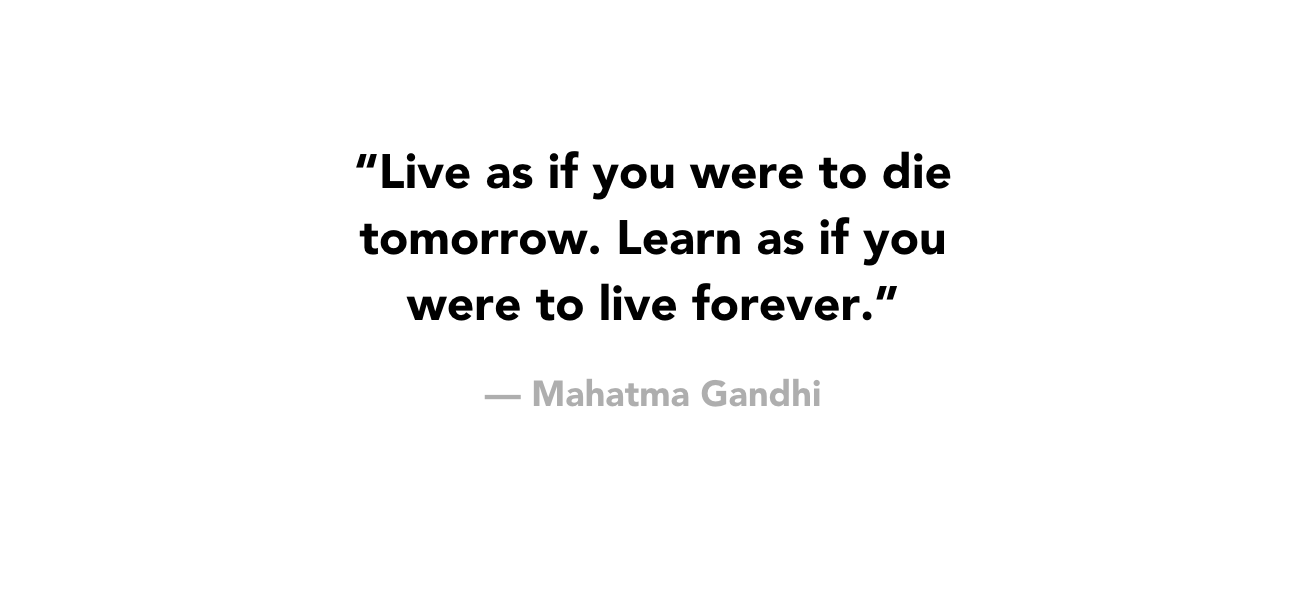 “Live as if you were to die
tomorrow. Learn as if you
were to live forever.”
— Mahatma Gandhi